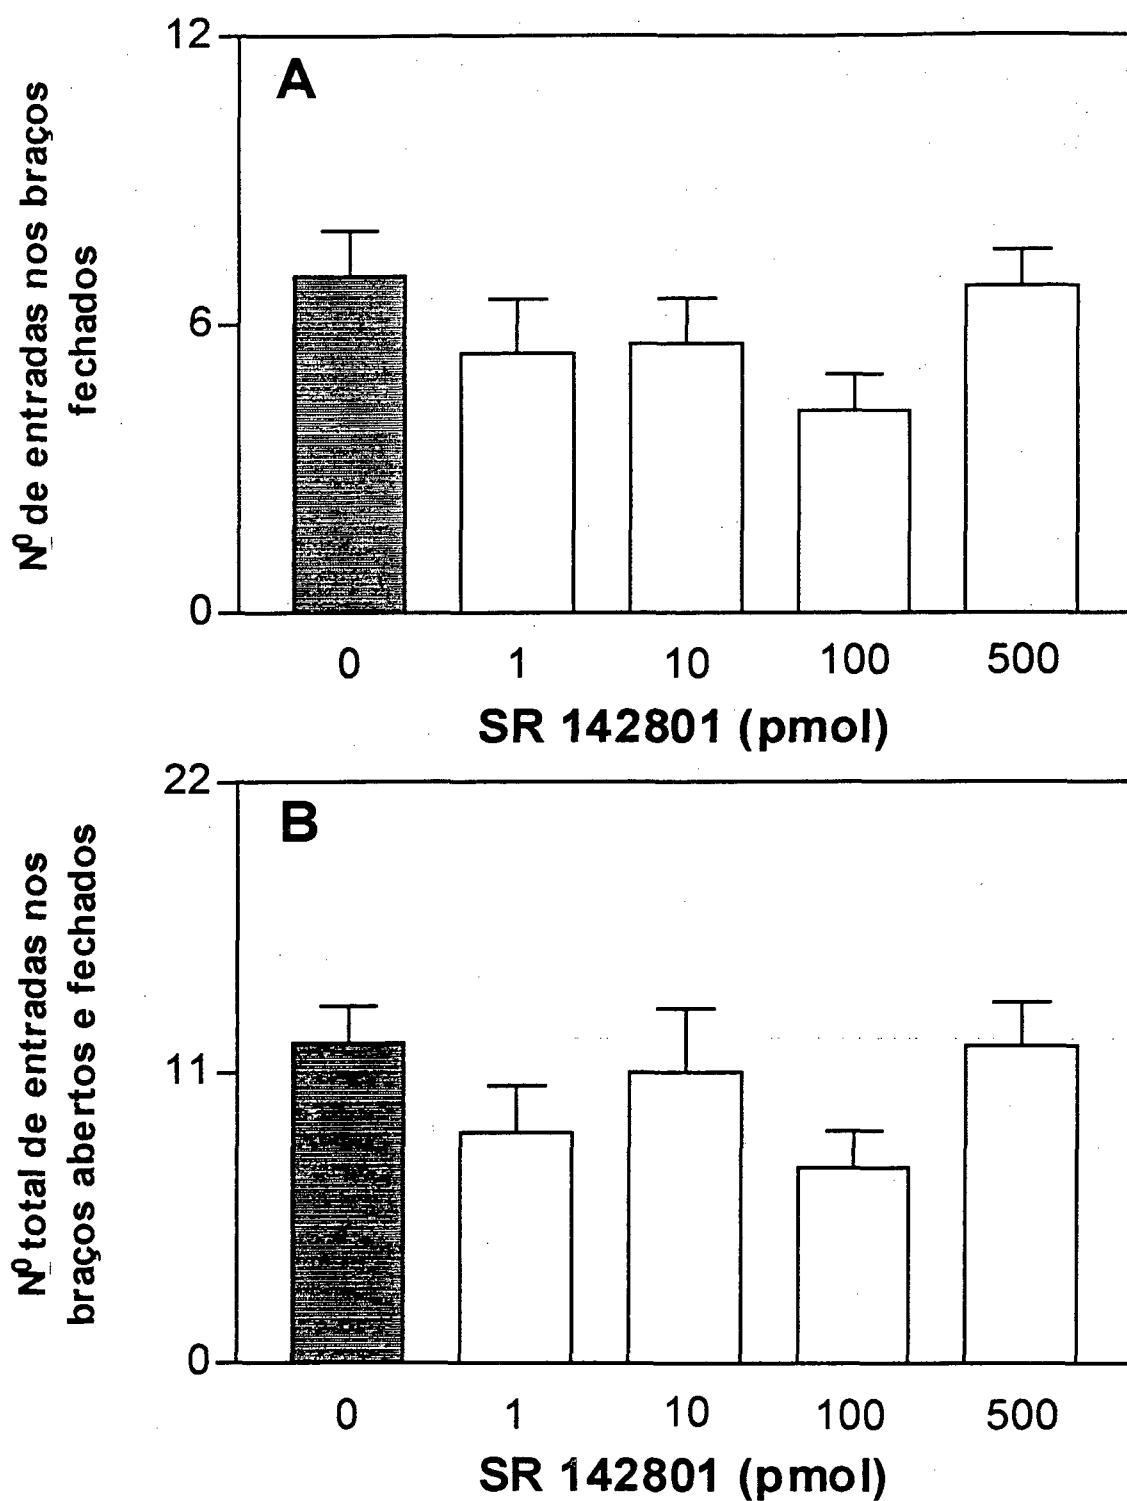 12
A
Nº de entradas nos braços
fechados
6
0
0 1 10 100 500
SR 142801 (pmol)
22
B
Nº total de entradas nos
braços abertos e fechados
11
0
0 1 10 100 500
SR 142801 (pmol)